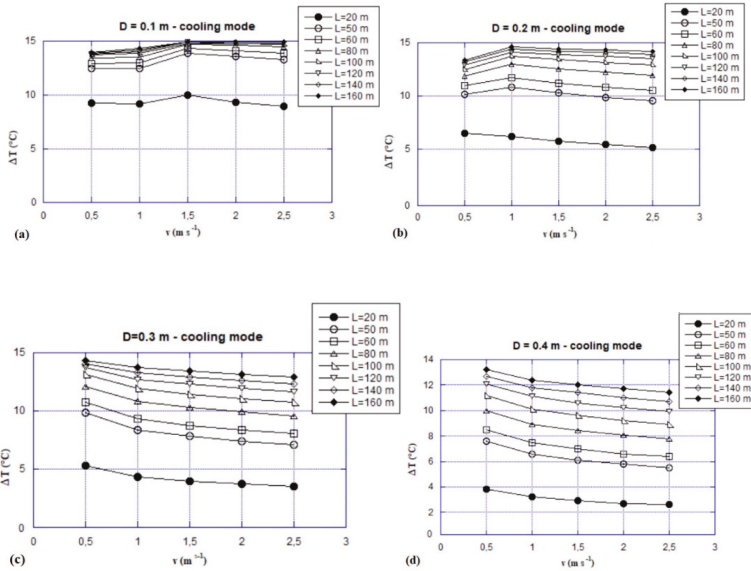 D = 0.1 m - cooling mode
L=20 m
L=50 m
L=60 m
L=80 m
L=100 m
L=120 m
L=140 m
L=160 m
15
10
5
0
ΔT (°C)
0 0,5 1 1,5 2 2,5 3
v (m s⁻¹)
(a)
D = 0.2 m - cooling mode
L=20 m
L=50 m
L=60 m
L=80 m
L=100 m
L=120 m
L=140 m
L=160 m
15
10
5
0
ΔT (°C)
0 0,5 1 1,5 2 2,5 3
v (m s⁻¹)
(b)
D=0.3 m - cooling mode
L=20 m
L=50 m
L=60 m
L=80 m
L=100 m
L=120 m
L=140 m
L=160 m
15
10
5
0
ΔT (°C)
0 0,5 1 1,5 2 2,5 3
v (m s⁻¹)
(c)
D = 0.4 m - cooling mode
L=20 m
L=50 m
L=60 m
L=80 m
L=100 m
L=120 m
L=140 m
L=160 m
14
12
10
8
6
4
2
0
ΔT (°C)
0 0,5 1 1,5 2 2,5 3
v (m s⁻¹)
(d)